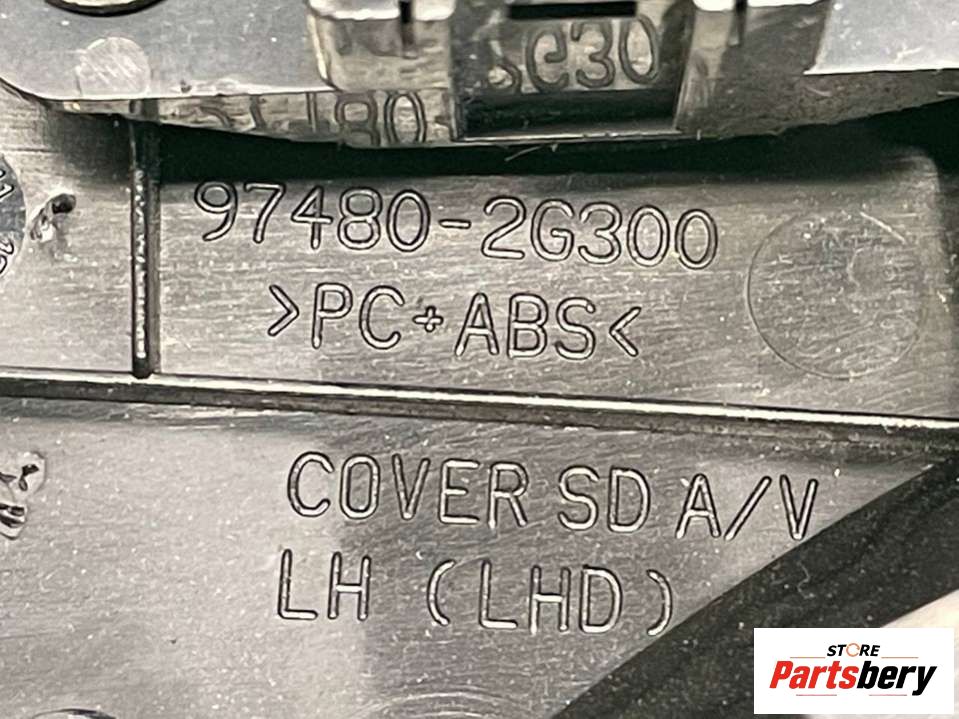 97480-2G300
>PC+ABS<
COVER SD A/V
LH (LHD)
STORE
Partsbery